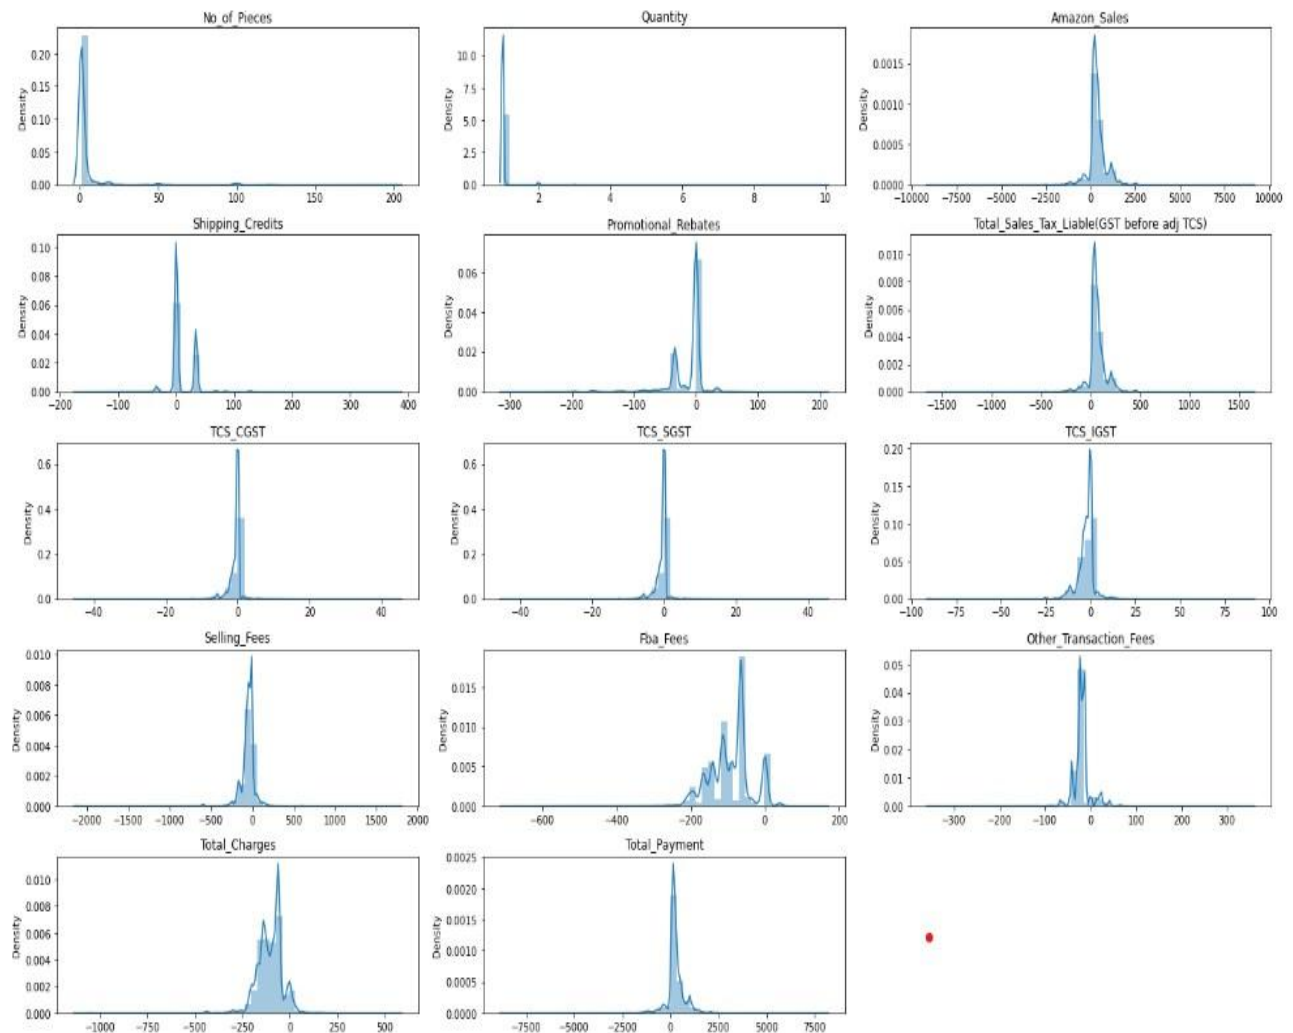 No_of_Pieces
Density
0.20
0.15
0.10
0.05
0.00
0 50 100 150 200
Quantity
Density
10.0
7.5
5.0
2.5
0.0
2 4 6 8 10
Amazon_Sales
Density
0.0015
0.0010
0.0005
0.0000
−10000 −7500 −5000 −2500 0 2500 5000 7500 10000
Shipping_Credits
Density
0.10
0.08
0.06
0.04
0.02
0.00
−200 −100 0 100 200 300 400
Promotional_Rebates
Density
0.06
0.04
0.02
0.00
−300 −200 −100 0 100 200
Total_Sales_Tax_Liable(GST before adj TCS)
Density
0.010
0.008
0.006
0.004
0.002
0.000
−1500 −1000 −500 0 500 1000 1500
TCS_CGST
Density
0.6
0.4
0.2
0.0
−40 −20 0 20 40
TCS_SGST
Density
0.6
0.4
0.2
0.0
−40 −20 0 20 40
TCS_IGST
Density
0.20
0.15
0.10
0.05
0.00
−100 −75 −50 −25 0 25 50 75 100
Selling_Fees
Density
0.010
0.008
0.006
0.004
0.002
0.000
−2000 −1500 −1000 −500 0 500 1000 1500 2000
Fba_Fees
Density
0.015
0.010
0.005
0.000
−600 −400 −200 0 200
Other_Transaction_Fees
Density
0.05
0.04
0.03
0.02
0.01
0.00
−300 −200 −100 0 100 200 300
Total_Charges
Density
0.010
0.008
0.006
0.004
0.002
0.000
−1000 −750 −500 −250 0 250 500
Total_Payment
Density
0.0025
0.0020
0.0015
0.0010
0.0005
0.0000
−7500 −5000 −2500 0 2500 5000 7500